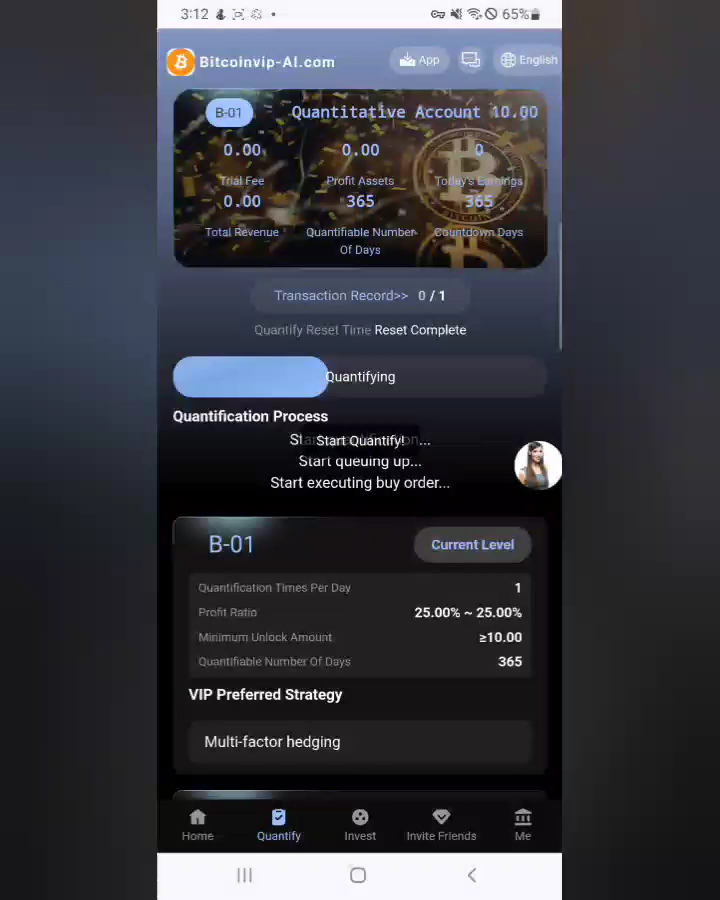 3:12 65%
Bitcoinvip-AI.com App English
B-01 Quantitative Account 10.00
0.00 0.00 0
Trial Fee Profit Assets Today's Earnings
0.00 365 365
Total Revenue Quantifiable Number Countdown Days
Of Days
Transaction Record>> 0 / 1
Quantify Reset Time Reset Complete
Quantifying
Quantification Process
Start Quantify!
Start queuing up...
Start executing buy order...
B-01 Current Level
Quantification Times Per Day 1
Profit Ratio 25.00% ~ 25.00%
Minimum Unlock Amount ≥10.00
Quantifiable Number Of Days 365
VIP Preferred Strategy
Multi-factor hedging
Home Quantify Invest Invite Friends Me